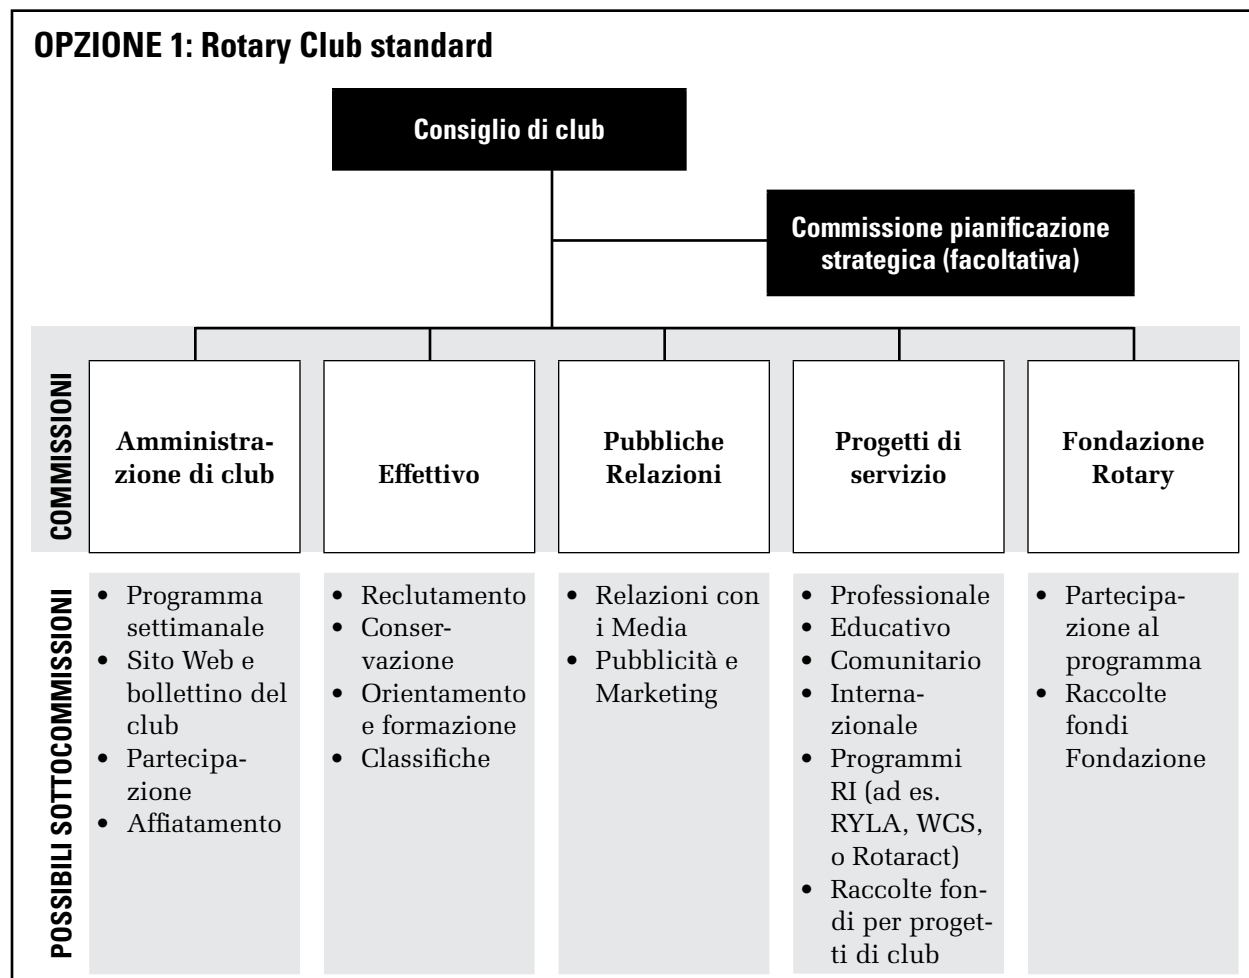 OPZIONE 1: Rotary Club standard
Consiglio di club
Commissione pianificazione
strategica (facoltativa)
COMMISSIONI
Amministra-
zione di club
Effettivo
Pubbliche
Relazioni
Progetti di
servizio
Fondazione
Rotary
POSSIBILI SOTTOCOMMISSIONI
• Programma
settimanale
• Sito Web e
bollettino del
club
• Partecipa-
zione
• Affiatamento
• Reclutamento
• Conser-
vazione
• Orientamento
e formazione
• Classifiche
• Relazioni con
i Media
• Pubblicità e
Marketing
• Professionale
• Educativo
• Comunitario
• Interna-
zionale
• Programmi
RI (ad es.
RYLA, WCS,
o Rotaract)
• Raccolte fon-
di per proget-
ti di club
• Partecipa-
zione al
programma
• Raccolte
fondi
Fondazione